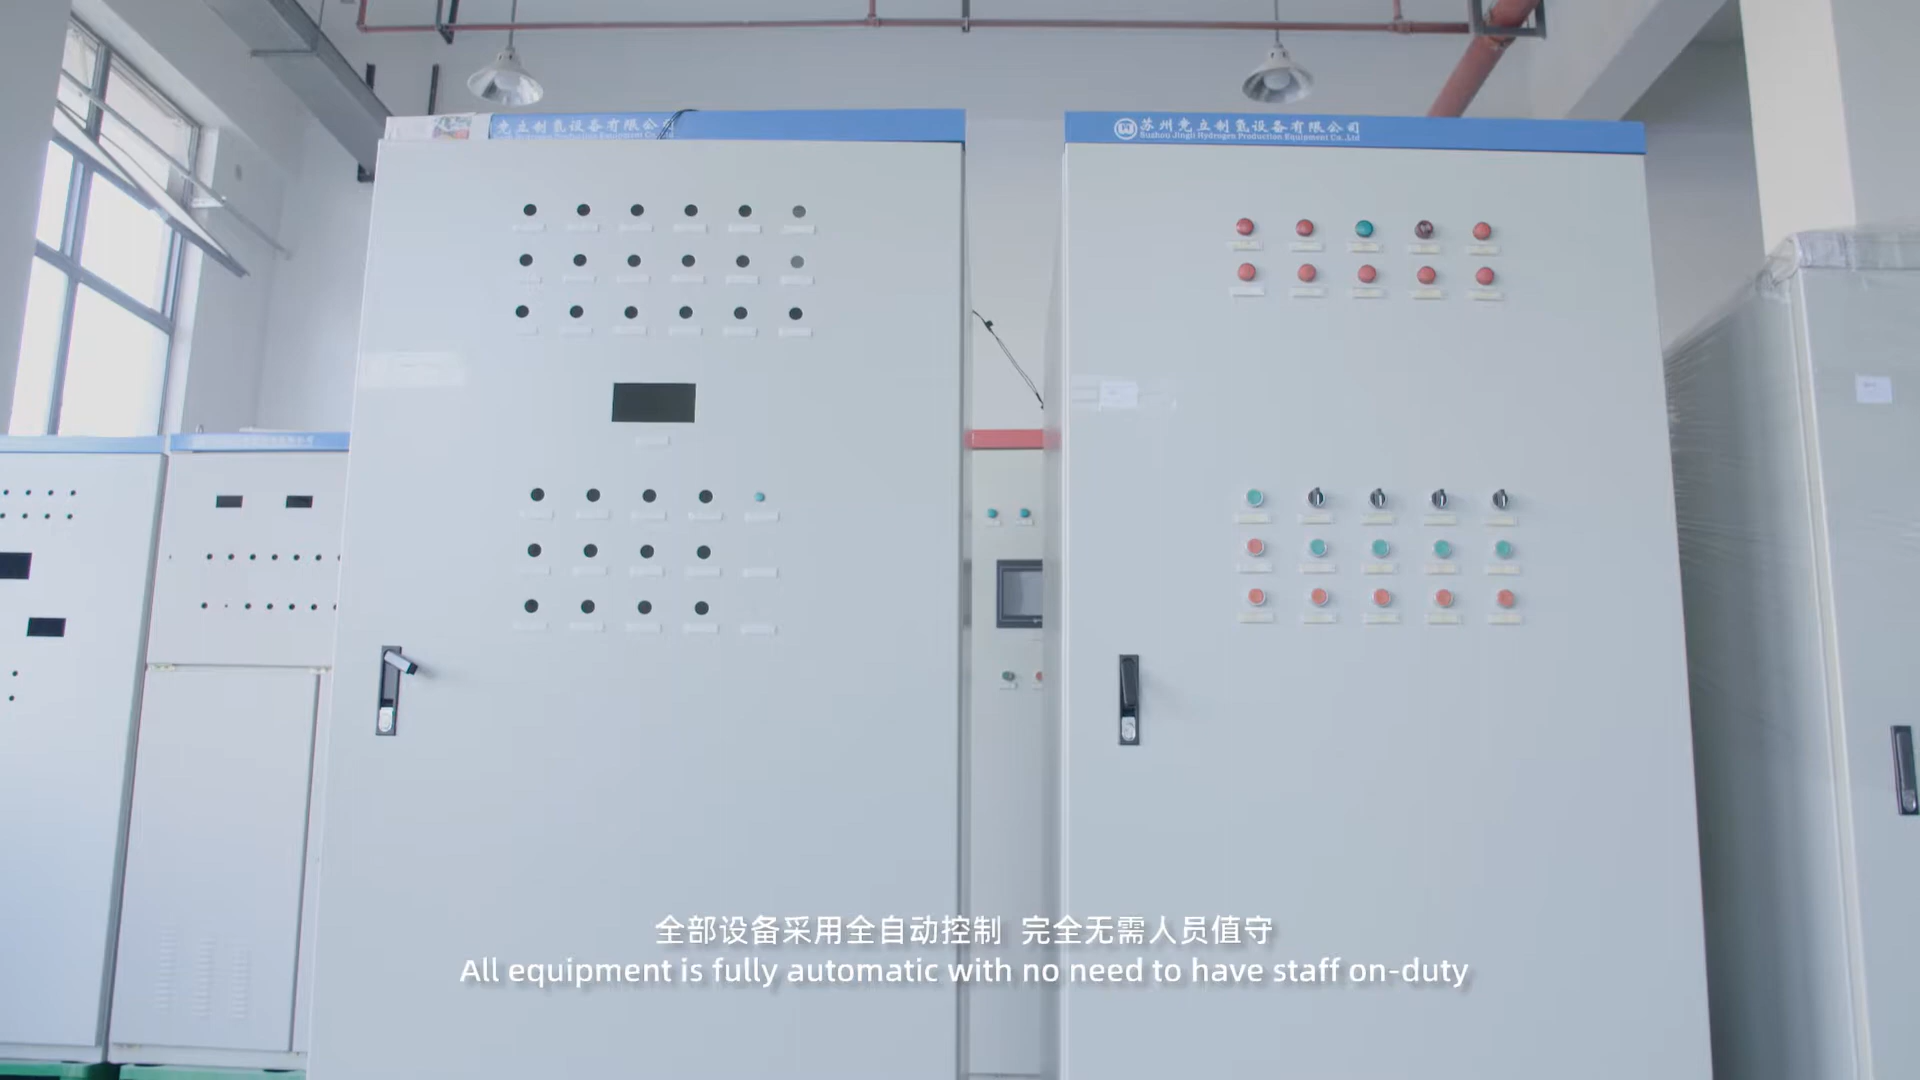 竞立制氢设备有限公司
苏州竞立制氢设备有限公司
Suzhou Jingli Hydrogen Production Equipment Co.,Ltd
全部设备采用全自动控制 完全无需人员值守
All equipment is fully automatic with no need to have staff on-duty